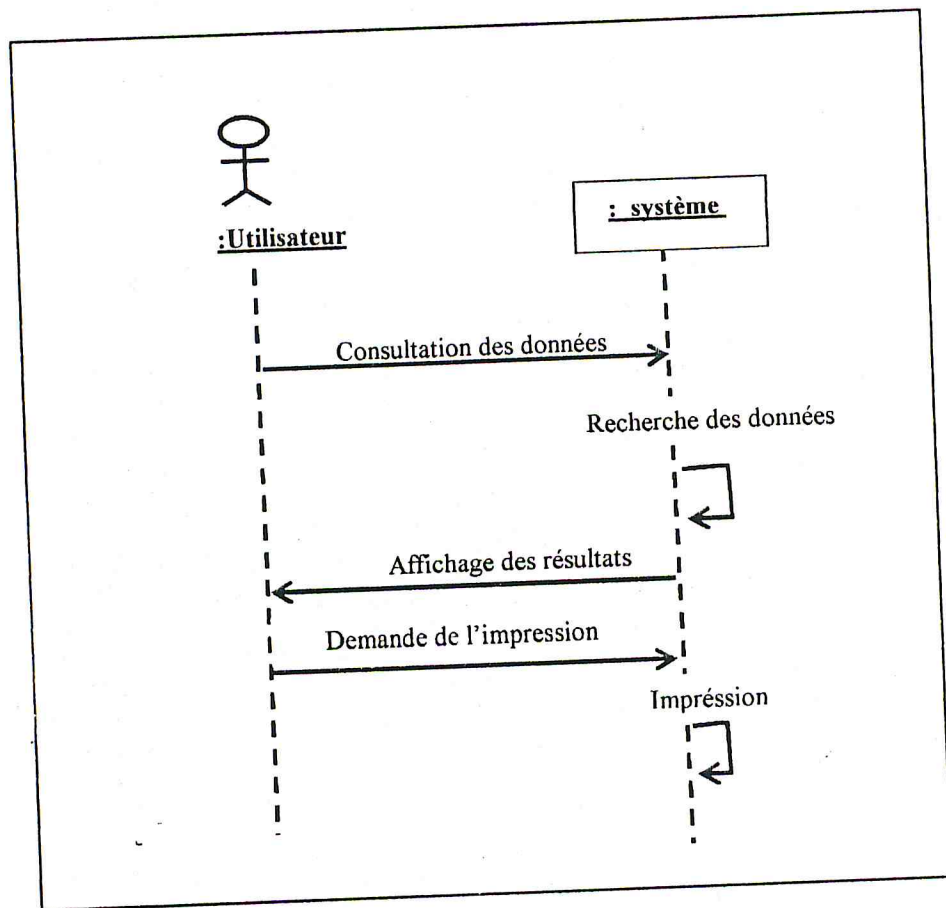 :Utilisateur
: système
Consultation des données
Recherche des données
Affichage des résultats
Demande de l'impression
Impréssion